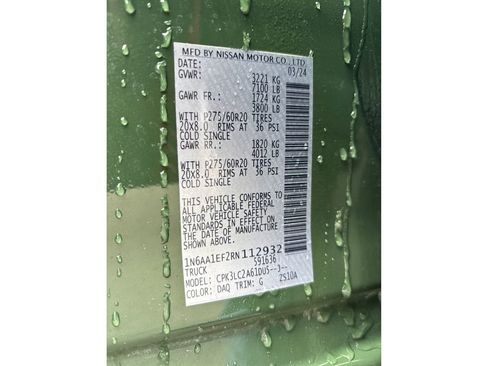 MFD BY NISSAN MOTOR CO., LTD.
DATE: 03/24
GVWR: 3221 KG
7100 LB
GAWR FR.: 1724 KG
3800 LB
WITH P275/60R20 TIRES
20X8.0 RIMS AT 36 PSI
COLD SINGLE
GAWR RR.: 1820 KG
4012 LB
WITH P275/60R20 TIRES
20X8.0 RIMS AT 36 PSI
COLD SINGLE
THIS VEHICLE CONFORMS TO
ALL APPLICABLE FEDERAL
MOTOR VEHICLE SAFETY
STANDARDS IN EFFECT ON
THE DATE OF MANUFACTURE
SHOWN ABOVE.
1N6AA1EF2RN112932
TRUCK S91636
MODEL: CPK3LC2A61DU5--3--
COLOR: DAQ TRIM: G ZS10A